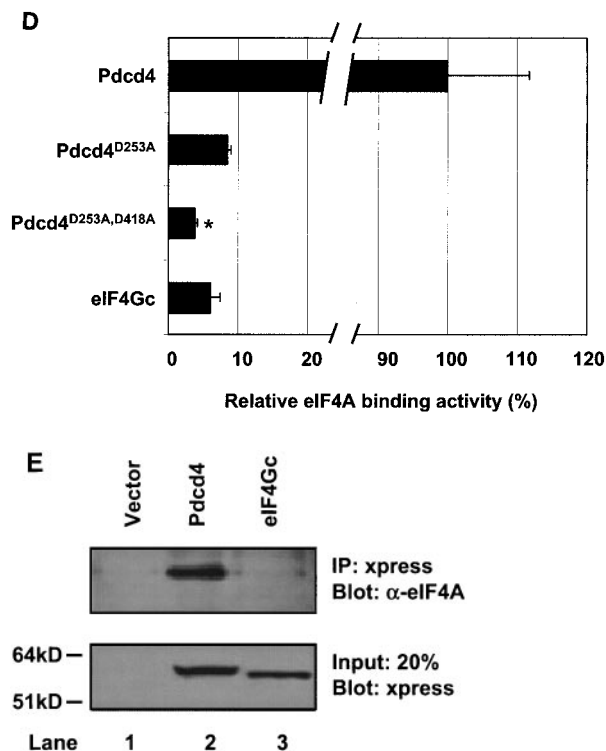 D
Pdcd4
Pdcd4D253A
Pdcd4D253A,D418A
*
eIF4Gc
0 10 20 90 100 110 120
Relative eIF4A binding activity (%)
E
Vector
Pdcd4
eIF4Gc
IP: xpress
Blot: α-eIF4A
64kD
51kD
Input: 20%
Blot: xpress
Lane 1 2 3